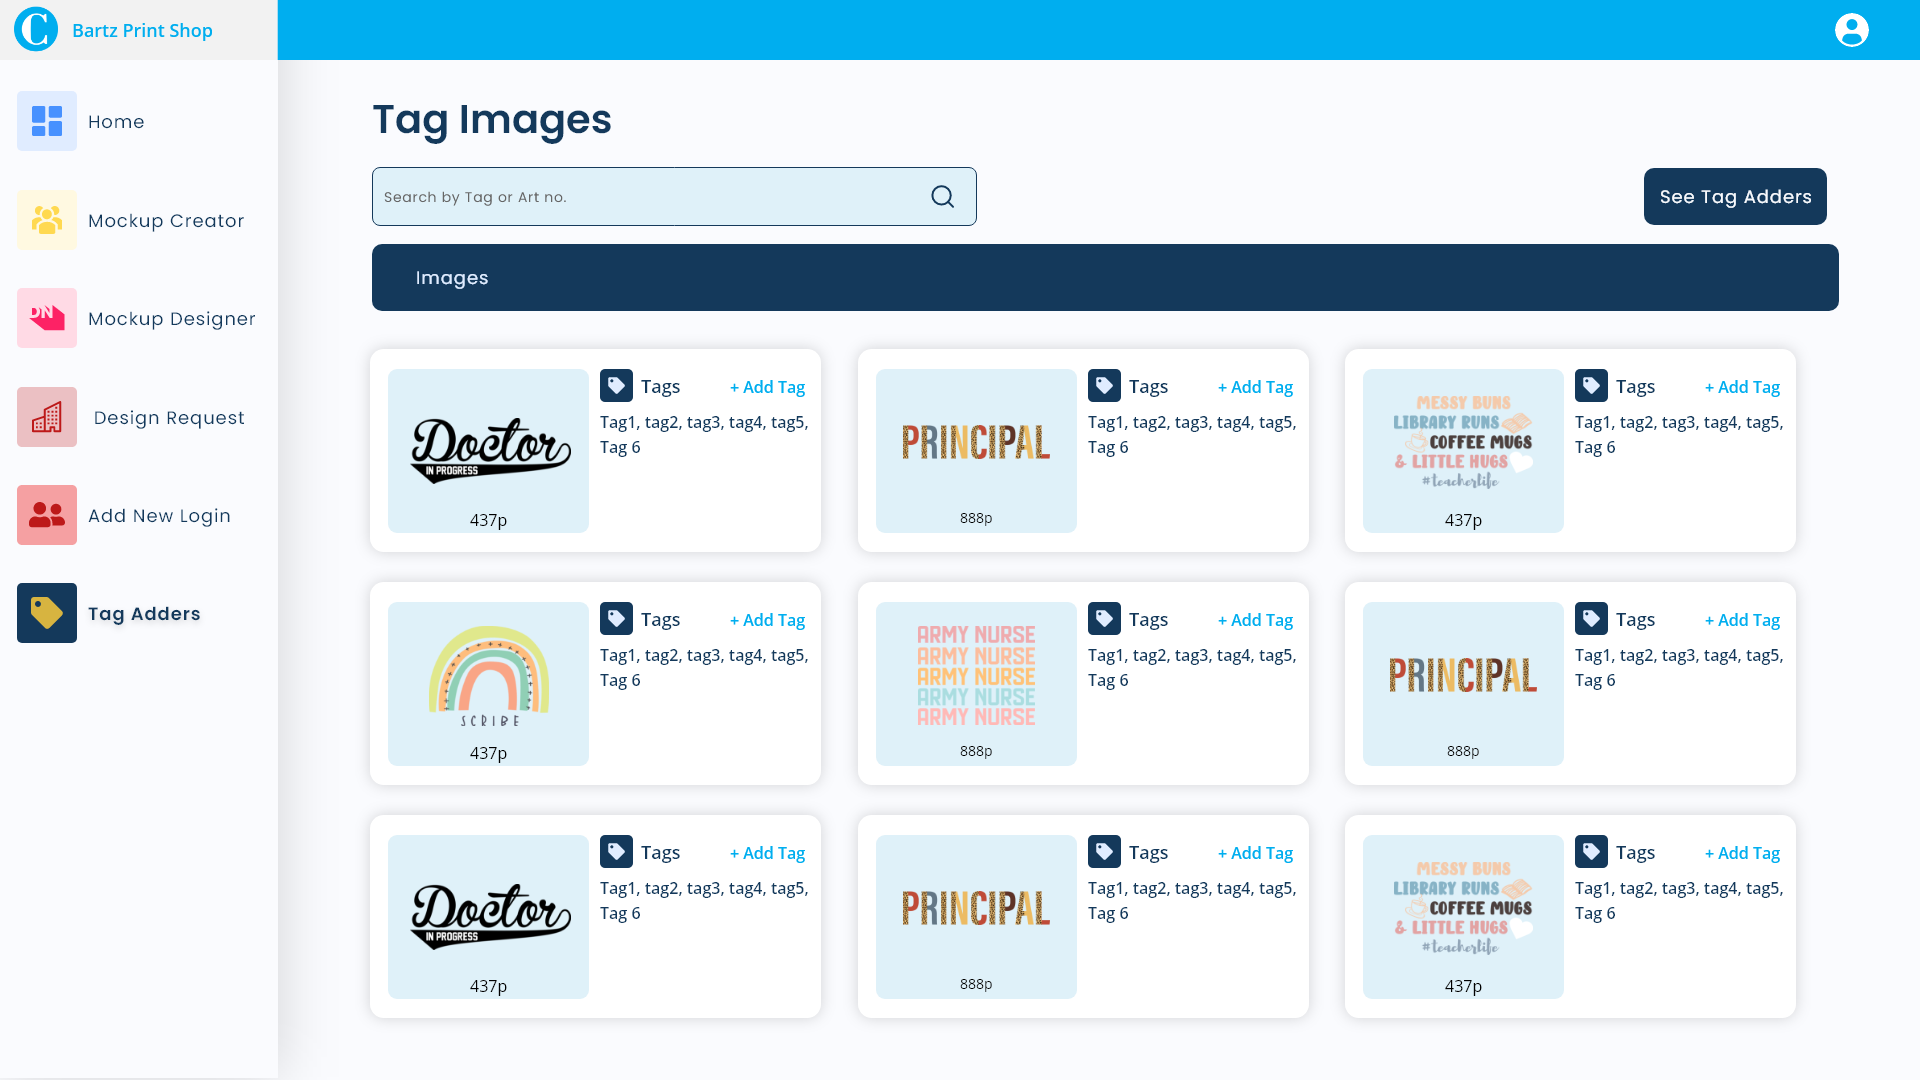 C Bartz Print Shop
Home
Mockup Creator
DN
Mockup Designer
Design Request
Add New Login
Tag Adders
Tag Images
Search by Tag or Art no.
See Tag Adders
Images
Doctor
IN PROGRESS
437p
Tags
+ Add Tag
Tag1, tag2, tag3, tag4, tag5,
Tag 6
PRINCIPAL
888p
Tags
+ Add Tag
Tag1, tag2, tag3, tag4, tag5,
Tag 6
MESSY BUNS
LIBRARY RUNS
COFFEE MUGS
& LITTLE HUGS
#teacherlife
437p
Tags
+ Add Tag
Tag1, tag2, tag3, tag4, tag5,
Tag 6
SCRIBE
437p
Tags
+ Add Tag
Tag1, tag2, tag3, tag4, tag5,
Tag 6
ARMY NURSE
ARMY NURSE
ARMY NURSE
ARMY NURSE
ARMY NURSE
888p
Tags
+ Add Tag
Tag1, tag2, tag3, tag4, tag5,
Tag 6
PRINCIPAL
888p
Tags
+ Add Tag
Tag1, tag2, tag3, tag4, tag5,
Tag 6
Doctor
IN PROGRESS
437p
Tags
+ Add Tag
Tag1, tag2, tag3, tag4, tag5,
Tag 6
PRINCIPAL
888p
Tags
+ Add Tag
Tag1, tag2, tag3, tag4, tag5,
Tag 6
MESSY BUNS
LIBRARY RUNS
COFFEE MUGS
& LITTLE HUGS
#teacherlife
437p
Tags
+ Add Tag
Tag1, tag2, tag3, tag4, tag5,
Tag 6